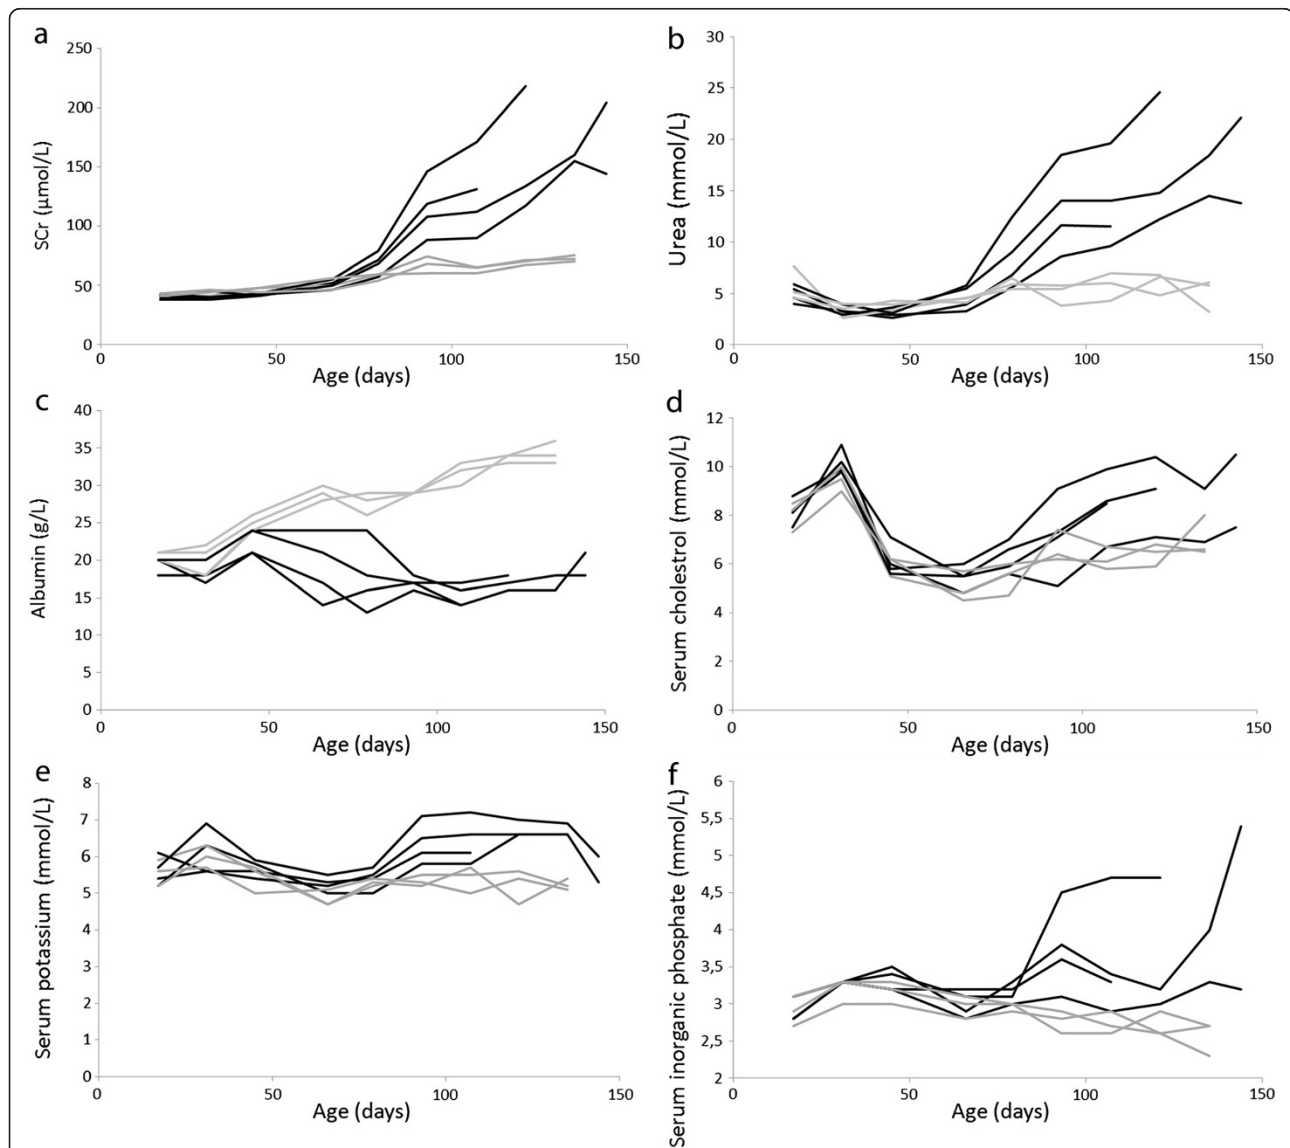 a
250
200
150
100
50
0
SCr (µmol/L)
0 50 100 150
Age (days)
b
30
25
20
15
10
5
0
Urea (mmol/L)
0 50 100 150
Age (days)
c
40
35
30
25
20
15
10
5
0
Albumin (g/L)
50 100 150
Age (days)
d
12
10
8
6
4
2
0
Serum cholestrol (mmol/L)
0 50 100 150
Age (days)
e
8
7
6
5
4
3
2
1
0
Serum potassium (mmol/L)
0 50 100 150
Age (days)
f
6
5,5
5
4,5
4
3,5
3
2,5
2
Serum inorganic phosphate (mmol/L)
0 50 100 150
Age (days)